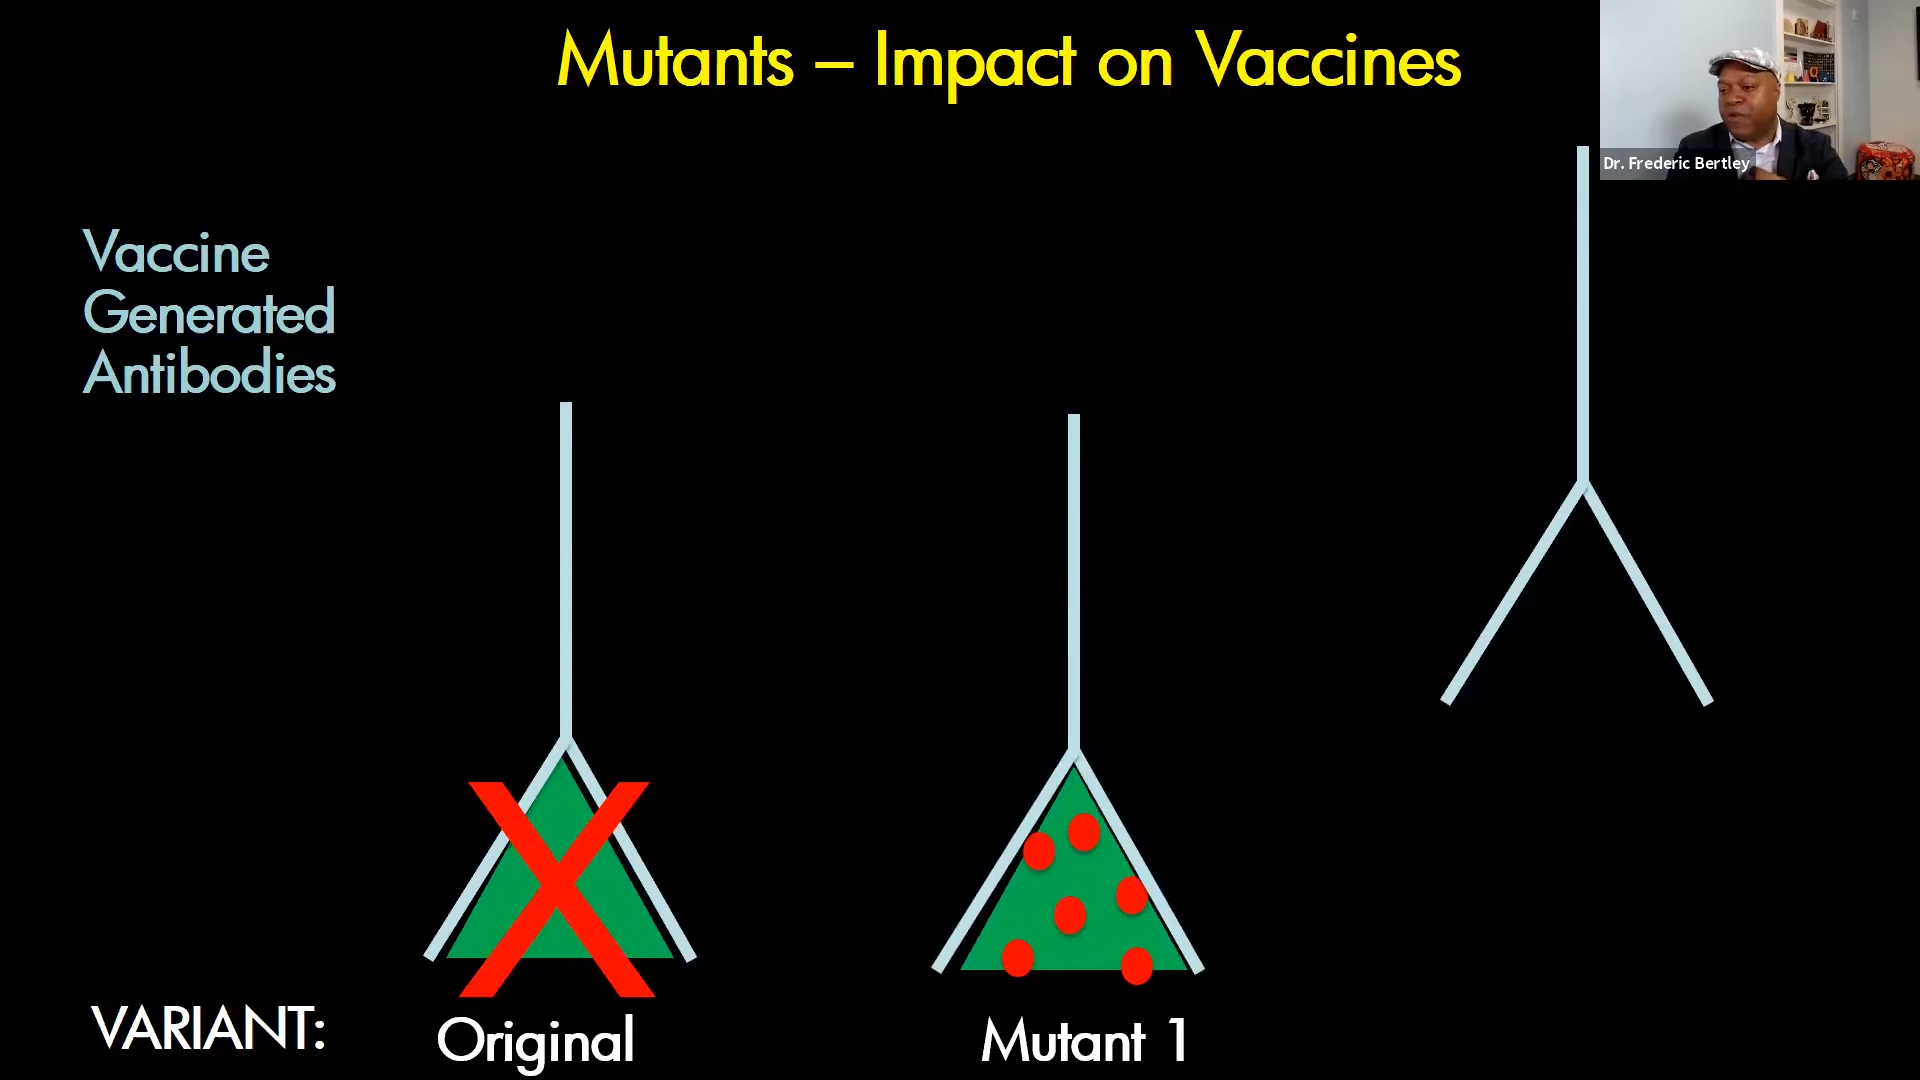 Mutants – Impact on Vaccines
Dr. Frederic Bertley
Vaccine
Generated
Antibodies
VARIANT:
Original
Mutant 1